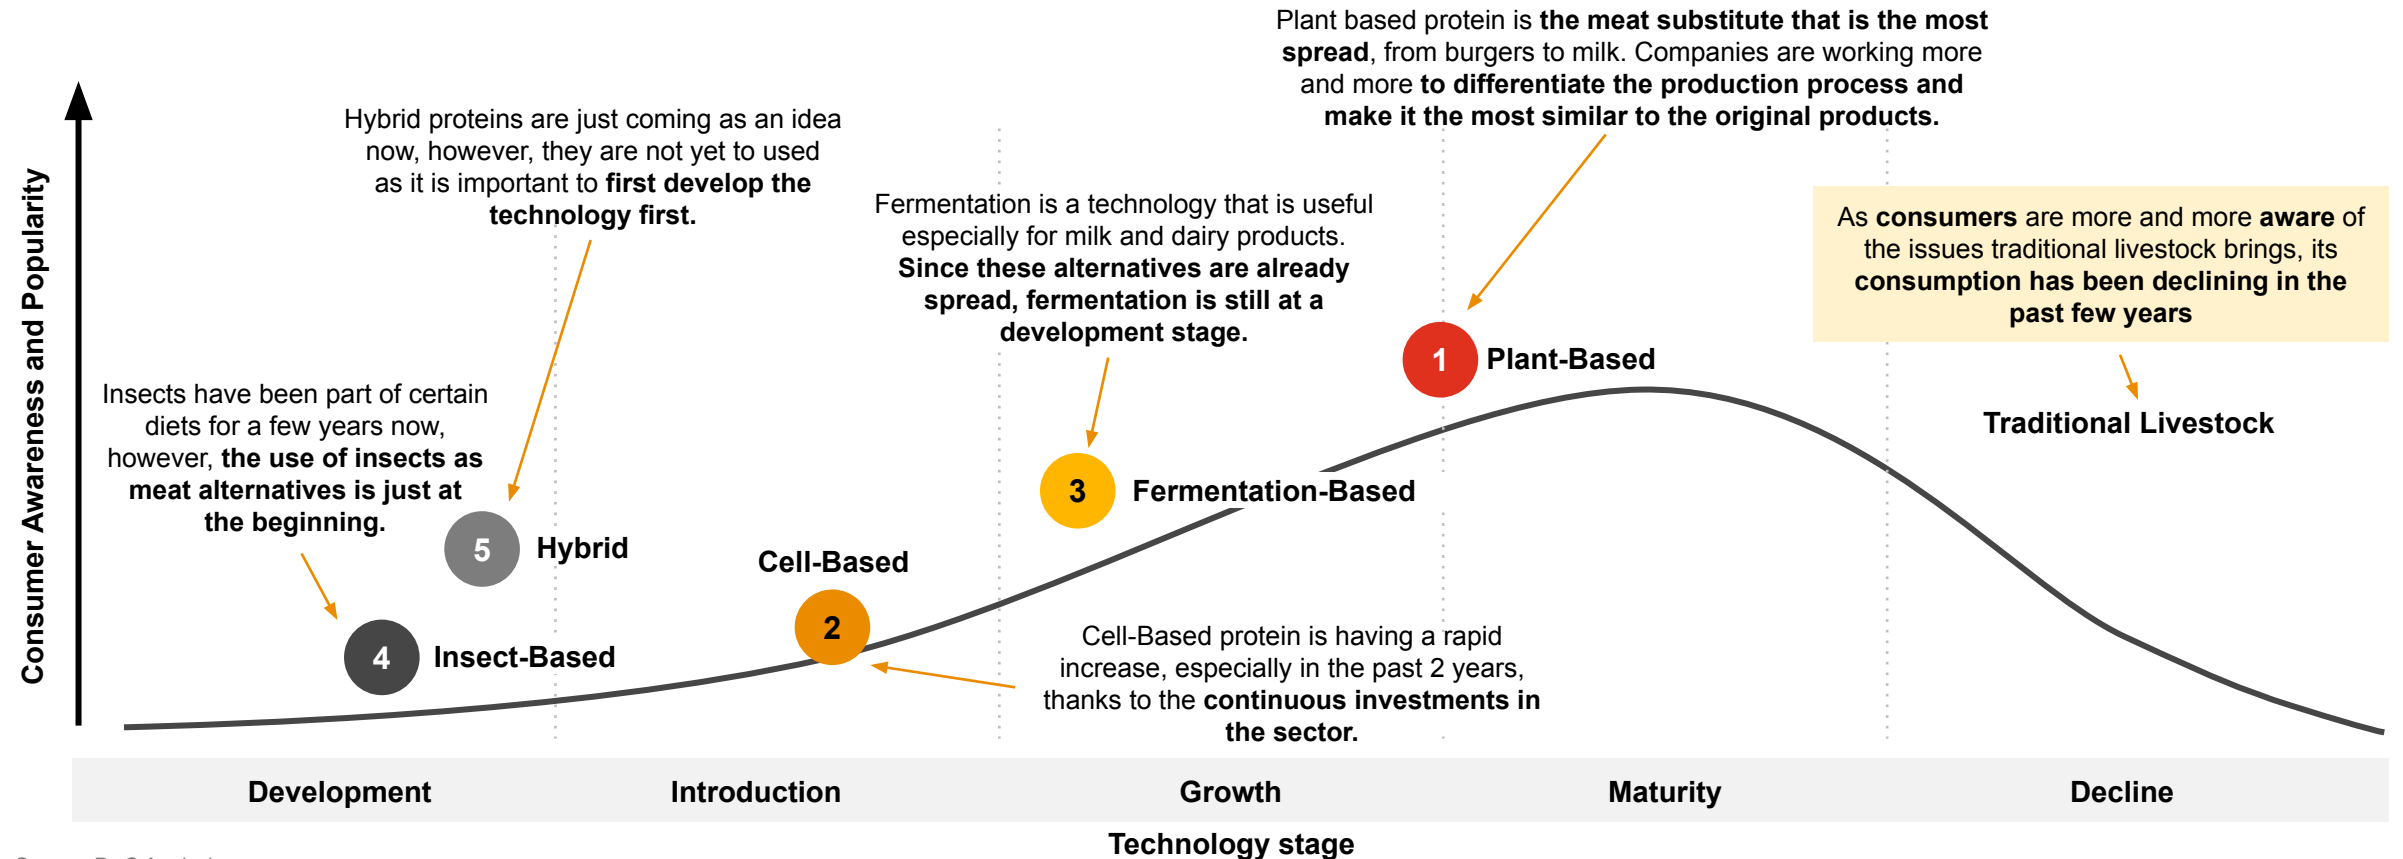 Plant based protein is the meat substitute that is the most
spread, from burgers to milk. Companies are working more
and more to differentiate the production process and
make it the most similar to the original products.
Hybrid proteins are just coming as an idea
now, however, they are not yet to used
as it is important to first develop the
technology first.
Fermentation is a technology that is useful
especially for milk and dairy products.
Since these alternatives are already
spread, fermentation is still at a
development stage.
As consumers are more and more aware of
the issues traditional livestock brings, its
consumption has been declining in the
past few years
Consumer Awareness and Popularity
Insects have been part of certain
diets for a few years now,
however, the use of insects as
meat alternatives is just at
the beginning.
1 Plant-Based
Traditional Livestock
3 Fermentation-Based
5 Hybrid
Cell-Based
2
4 Insect-Based
Cell-Based protein is having a rapid
increase, especially in the past 2 years,
thanks to the continuous investments in
the sector.
Development
Introduction
Growth
Maturity
Decline
Technology stage